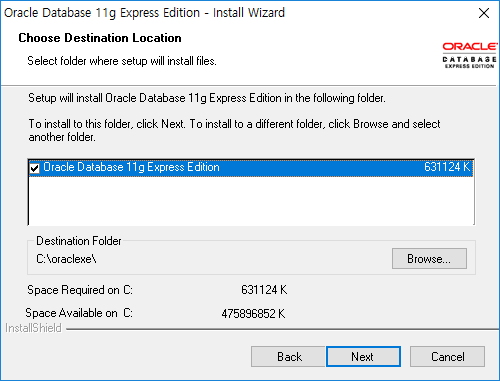 Oracle Database 11g Express Edition - Install Wizard
Choose Destination Location
Select folder where setup will install files.
ORACLE
DATABASE
EXPRESS EDITION
Setup will install Oracle Database 11g Express Edition in the following folder.
To install to this folder, click Next. To install to a different folder, click Browse and select
another folder.
Oracle Database 11g Express Edition 631124 K
Destination Folder
C:\oraclexe\
Browse...
Space Required on C: 631124 K
Space Available on C: 475896852 K
InstallShield
Back Next Cancel